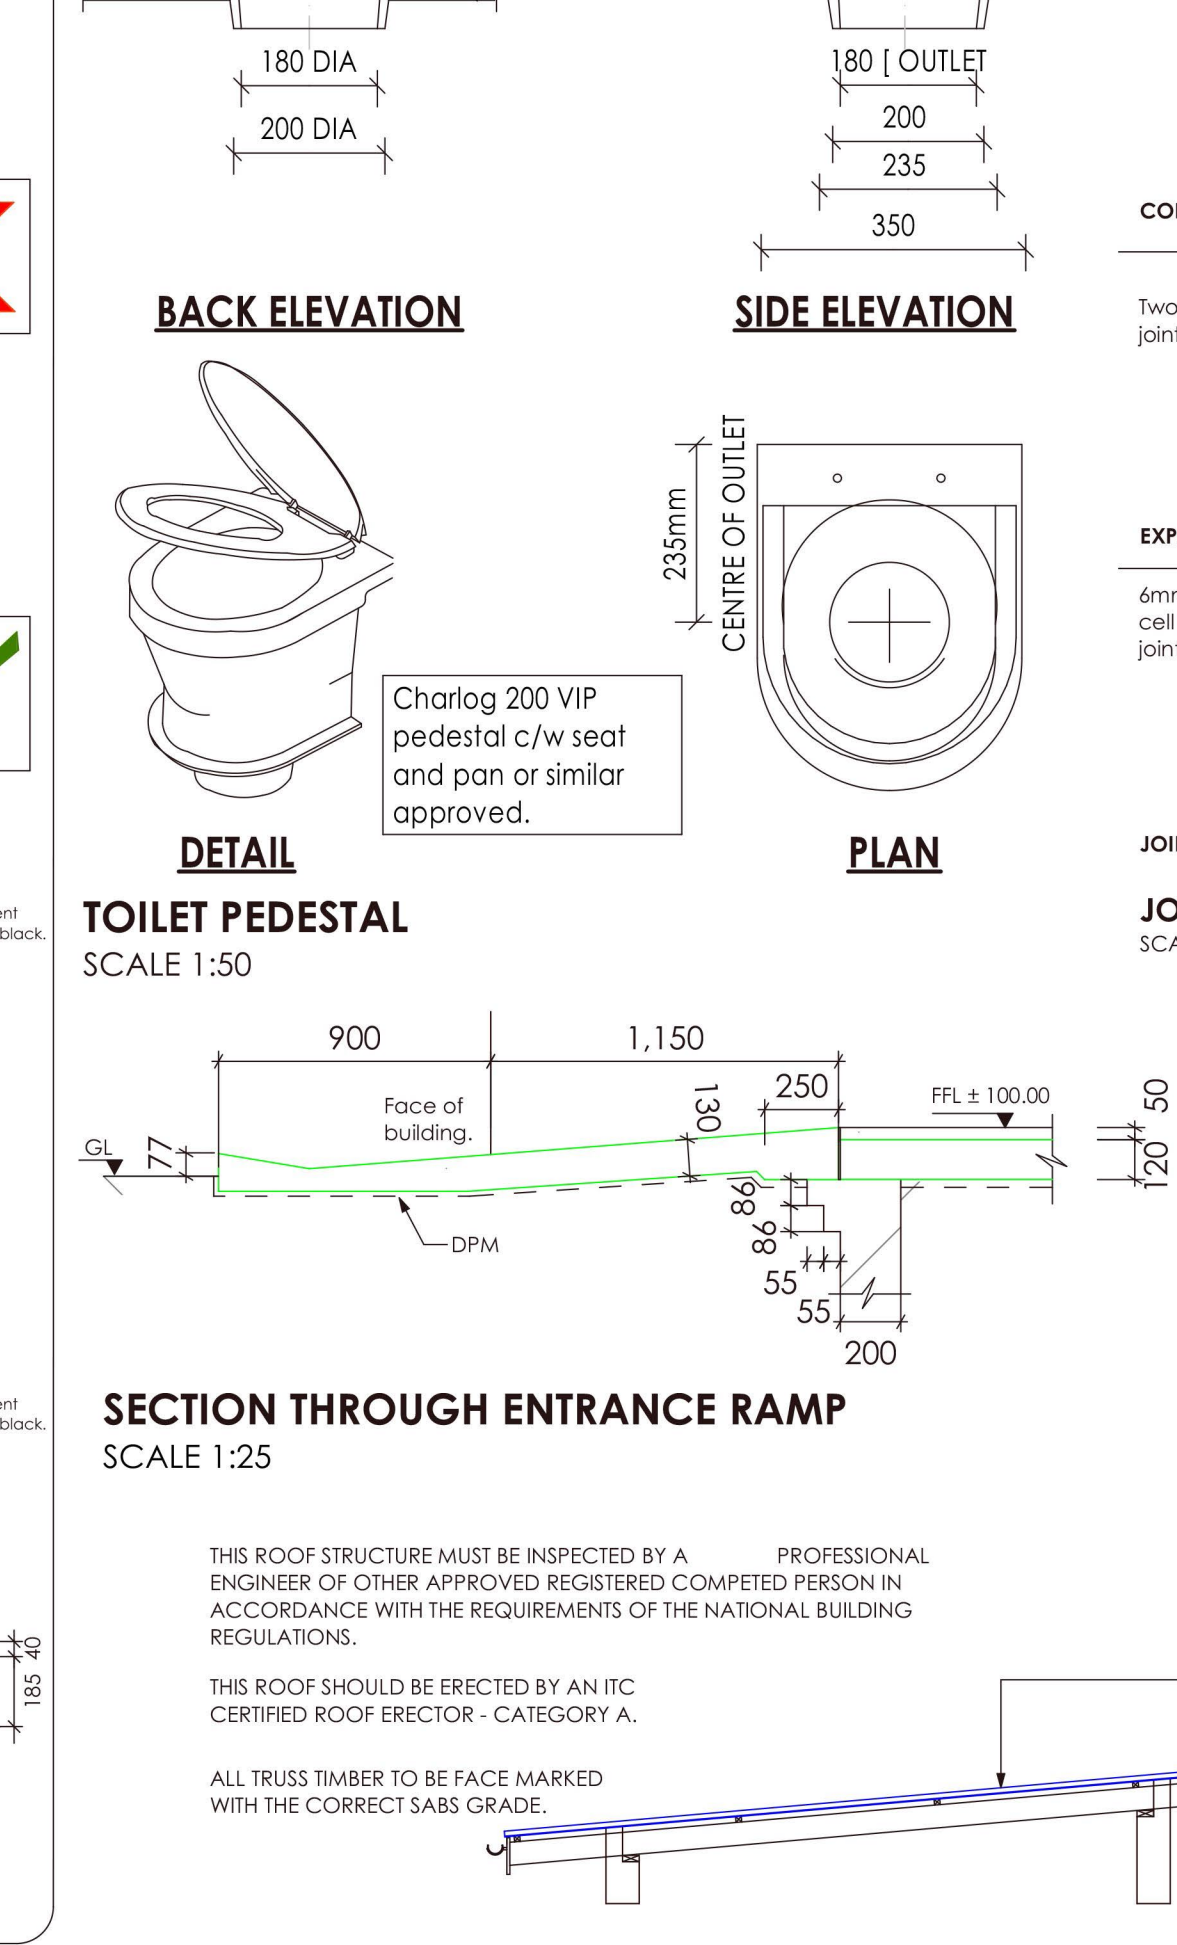 180 DIA
200 DIA
180 [ OUTLET
200
235
350
BACK ELEVATION
SIDE ELEVATION
235mm
CENTRE OF OUTLET
Charlog 200 VIP
pedestal c/w seat
and pan or similar
approved.
DETAIL
PLAN
TOILET PEDESTAL
SCALE 1:50
900
1,150
250
130
Face of
building.
FFL ± 100.00
50
120
GL
77
DPM
86
86
55
55
200
SECTION THROUGH ENTRANCE RAMP
SCALE 1:25
THIS ROOF STRUCTURE MUST BE INSPECTED BY A PROFESSIONAL
ENGINEER OF OTHER APPROVED REGISTERED COMPETED PERSON IN
ACCORDANCE WITH THE REQUIREMENTS OF THE NATIONAL BUILDING
REGULATIONS.
THIS ROOF SHOULD BE ERECTED BY AN ITC
CERTIFIED ROOF ERECTOR - CATEGORY A.
ALL TRUSS TIMBER TO BE FACE MARKED
WITH THE CORRECT SABS GRADE.
black.
black.
40
185
Two
6mm
cell